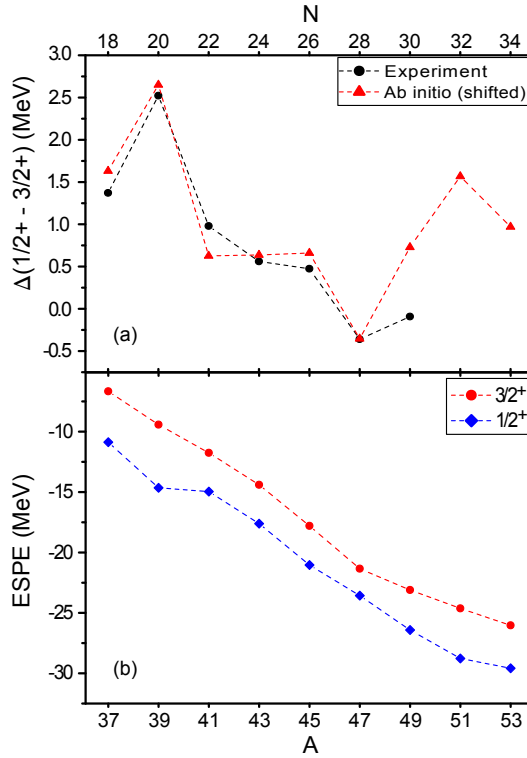 N
18 20 22 24 26 28 30 32 34
3.0
2.5
2.0
1.5
1.0
0.5
0.0
-0.5
Δ(1/2+ - 3/2+) (MeV)
Experiment
Ab initio (shifted)
(a)
-10
-15
-20
-25
-30
ESPE (MeV)
3/2⁺
1/2⁺
(b)
37 39 41 43 45 47 49 51 53
A